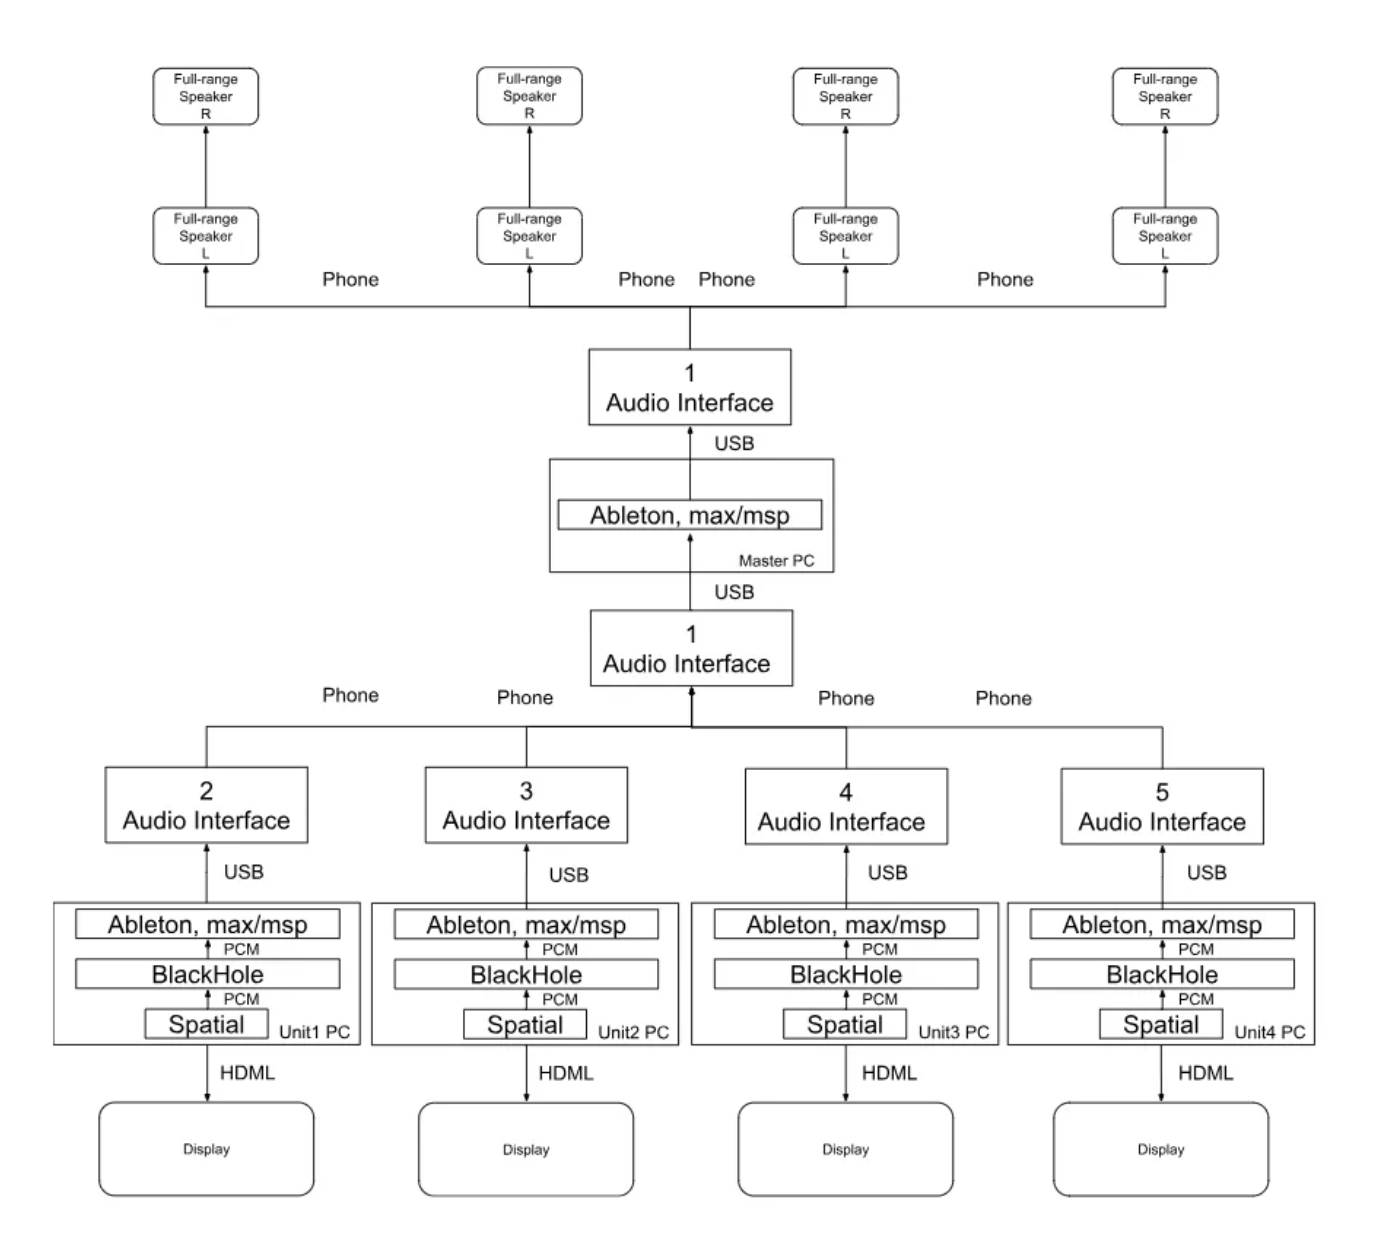 Full-range
Speaker
R
Full-range
Speaker
R
Full-range
Speaker
R
Full-range
Speaker
R
Full-range
Speaker
L
Full-range
Speaker
L
Full-range
Speaker
L
Full-range
Speaker
L
Phone
Phone
Phone
Phone
1
Audio Interface
USB
Ableton, max/msp
Master PC
USB
1
Audio Interface
Phone
Phone
Phone
Phone
2
Audio Interface
3
Audio Interface
4
Audio Interface
5
Audio Interface
USB
USB
USB
USB
Ableton, max/msp
PCM
BlackHole
PCM
Spatial
Unit1 PC
Ableton, max/msp
PCM
BlackHole
PCM
Spatial
Unit2 PC
Ableton, max/msp
PCM
BlackHole
PCM
Spatial
Unit3 PC
Ableton, max/msp
PCM
BlackHole
PCM
Spatial
Unit4 PC
HDML
HDML
HDML
HDML
Display
Display
Display
Display